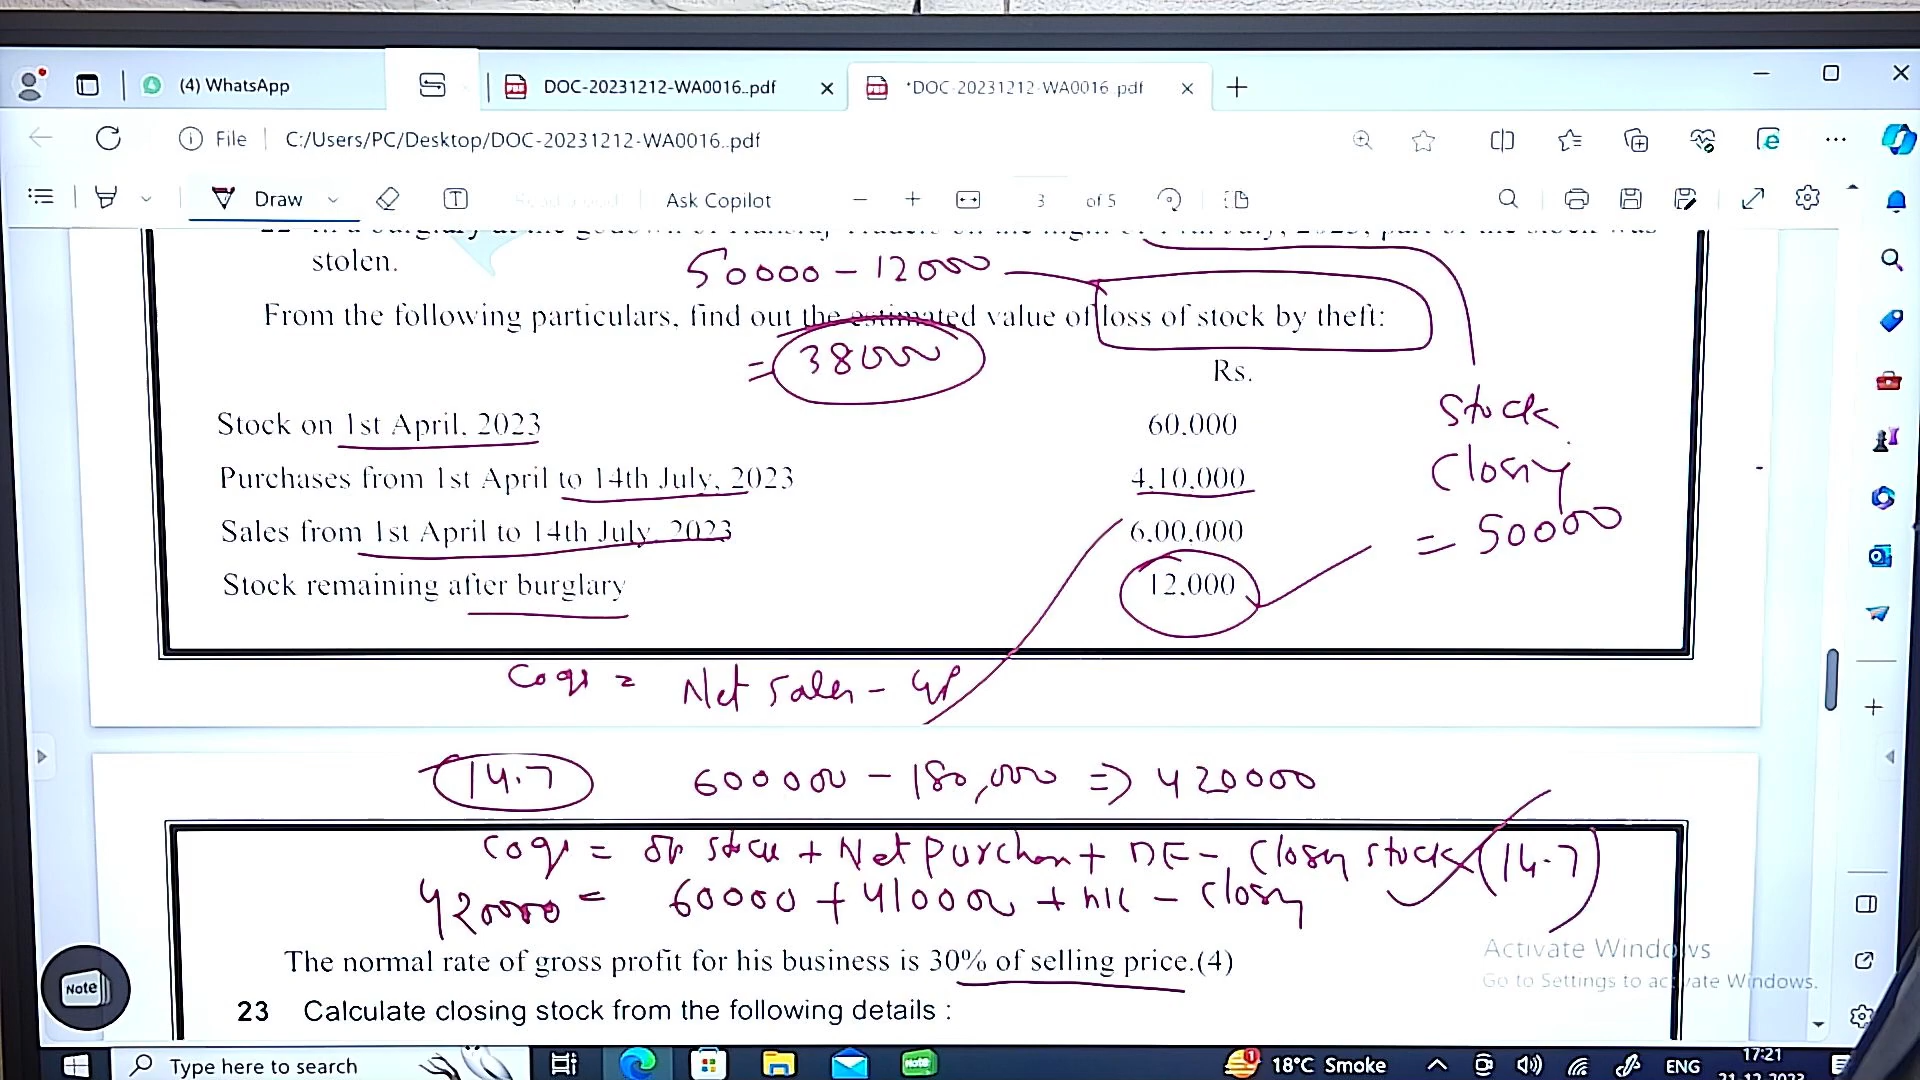 (4) WhatsApp
DOC-20231212-WA0016..pdf
*DOC-20231212-WA0016..pdf
File
C:/Users/PC/Desktop/DOC-20231212-WA0016..pdf
Draw
Ask Copilot
3 of 5
stolen.
50000 - 12000
From the following particulars, find out the estimated value of loss of stock by theft:
= 38000
Rs.
Stock on 1st April, 2023 60,000
Purchases from 1st April to 14th July, 2023 4,10,000
Sales from 1st April to 14th July, 2023 6,00,000
Stock remaining after burglary 12,000
Stock
Closing
= 50000
COGS = Net Sales - GP
14.7 600000 - 180,000 => 420000
COGS = OP Stock + Net Purchase + DE - Closing Stock (14.7)
420000 = 60000 + 410000 + Nil - Closing
The normal rate of gross profit for his business is 30% of selling price.(4)
Activate Windows
Go to Settings to activate Windows.
23 Calculate closing stock from the following details :
Note
Type here to search
18°C Smoke
ENG
17:21
21-12-2023